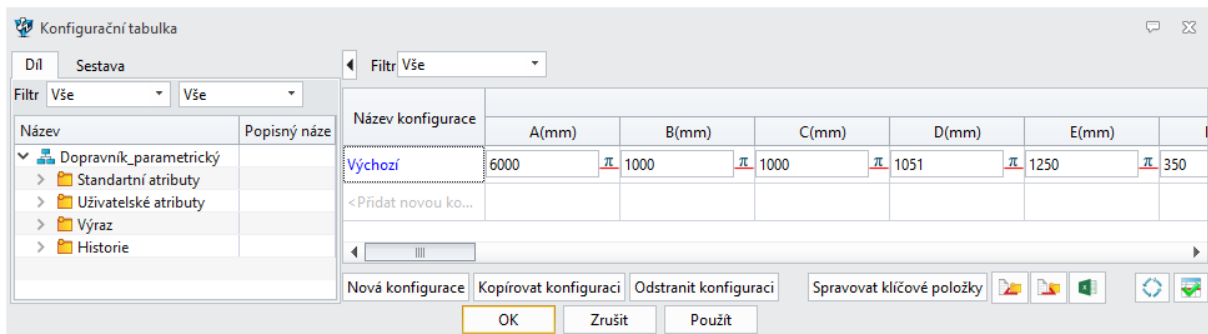 Konfigurační tabulka
Díl Sestava
Filtr Vše Vše
Název Popisný náze
Dopravník_parametrický
Standartní atributy
Uživatelské atributy
Výraz
Historie
Filtr Vše
Název konfigurace A(mm) B(mm) C(mm) D(mm) E(mm)
Výchozí 6000 π 1000 π 1000 π 1051 π 1250 π 350
<Přidat novou ko...
Nová konfigurace Kopírovat konfiguraci Odstranit konfiguraci Spravovat klíčové položky
OK Zrušit Použít